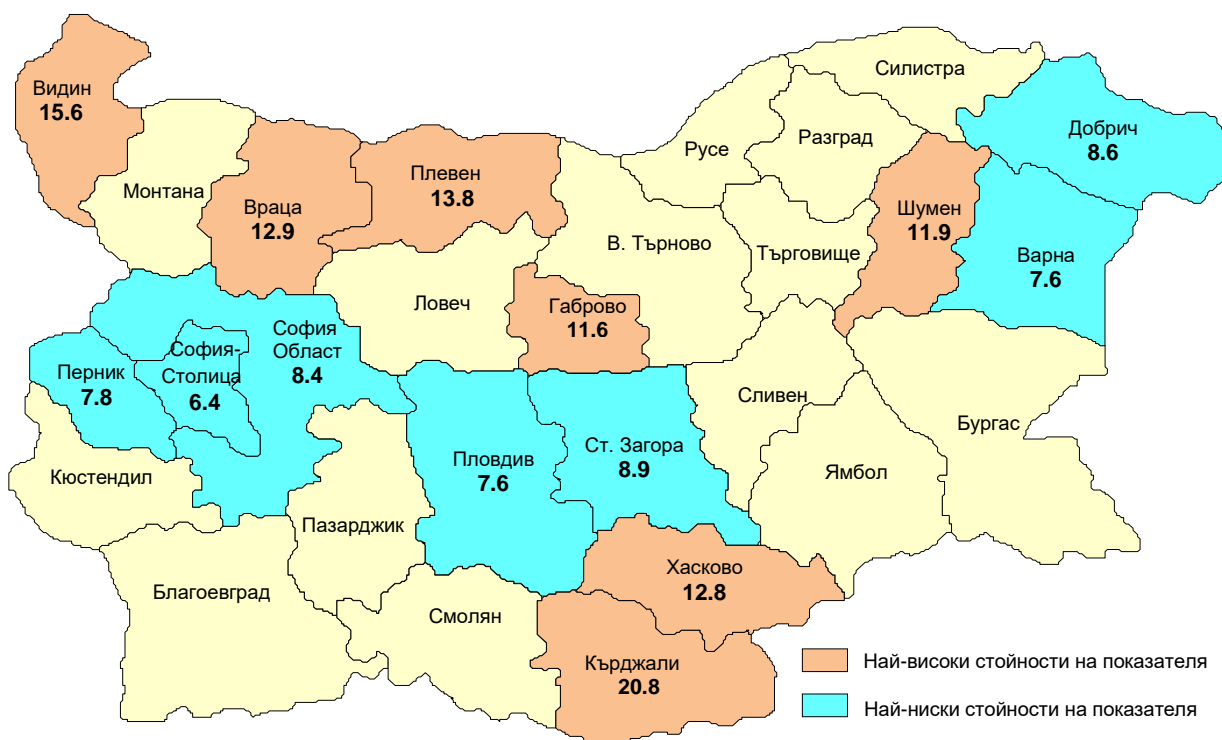 Силистра
Видин
15.6
Добрич
8.6
Русе
Разград
Монтана
Плевен
13.8
Враца
12.9
Шумен
11.9
В. Търново
Търговище
Варна
7.6
Ловеч
Габрово
11.6
София
Област
8.4
София-
Столица
6.4
Перник
7.8
Сливен
Бургас
Ст. Загора
8.9
Пловдив
7.6
Кюстендил
Ямбол
Пазарджик
Хасково
12.8
Благоевград
Смолян
Кърджали
20.8
Най-високи стойности на показателя
Най-ниски стойности на показателя